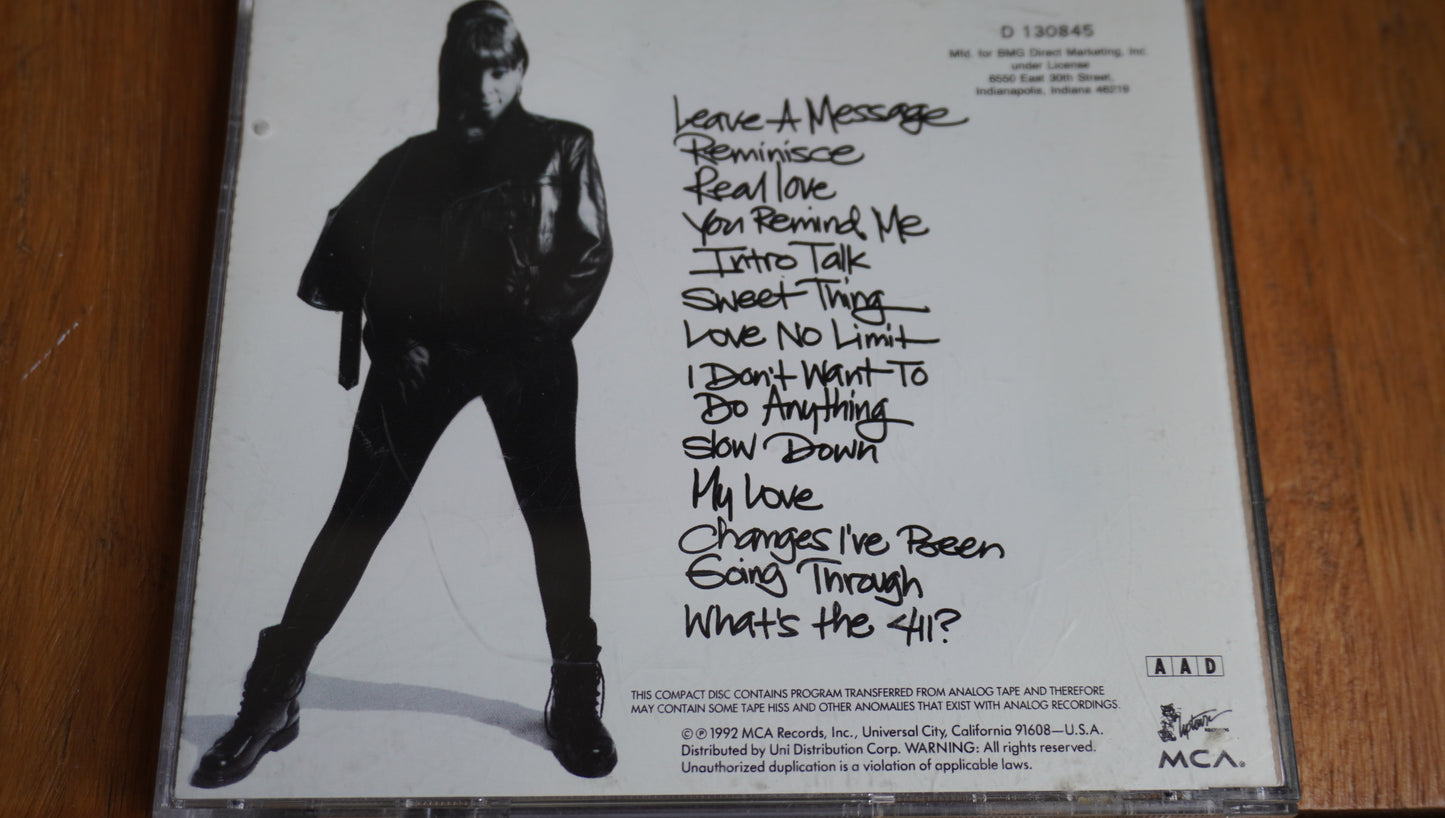 D 130845
Mfd. for BMG Direct Marketing, Inc.
under License
6550 East 30th Street,
Indianapolis, Indiana 46219
Leave A Message
Reminisce
Real love
You Remind Me
Intro Talk
Sweet Thing
Love No Limit
I Don't Want To
Do Anything
Slow Down
My Love
Changes I've Been
Going Through
What's the 411?
AAD
THIS COMPACT DISC CONTAINS PROGRAM TRANSFERRED FROM ANALOG TAPE AND THEREFORE
MAY CONTAIN SOME TAPE HISS AND OTHER ANOMALIES THAT EXIST WITH ANALOG RECORDINGS.
©℗1992 MCA Records, Inc., Universal City, California 91608—U.S.A.
Distributed by Uni Distribution Corp. WARNING: All rights reserved.
Unauthorized duplication is a violation of applicable laws.
Uptown
MCA